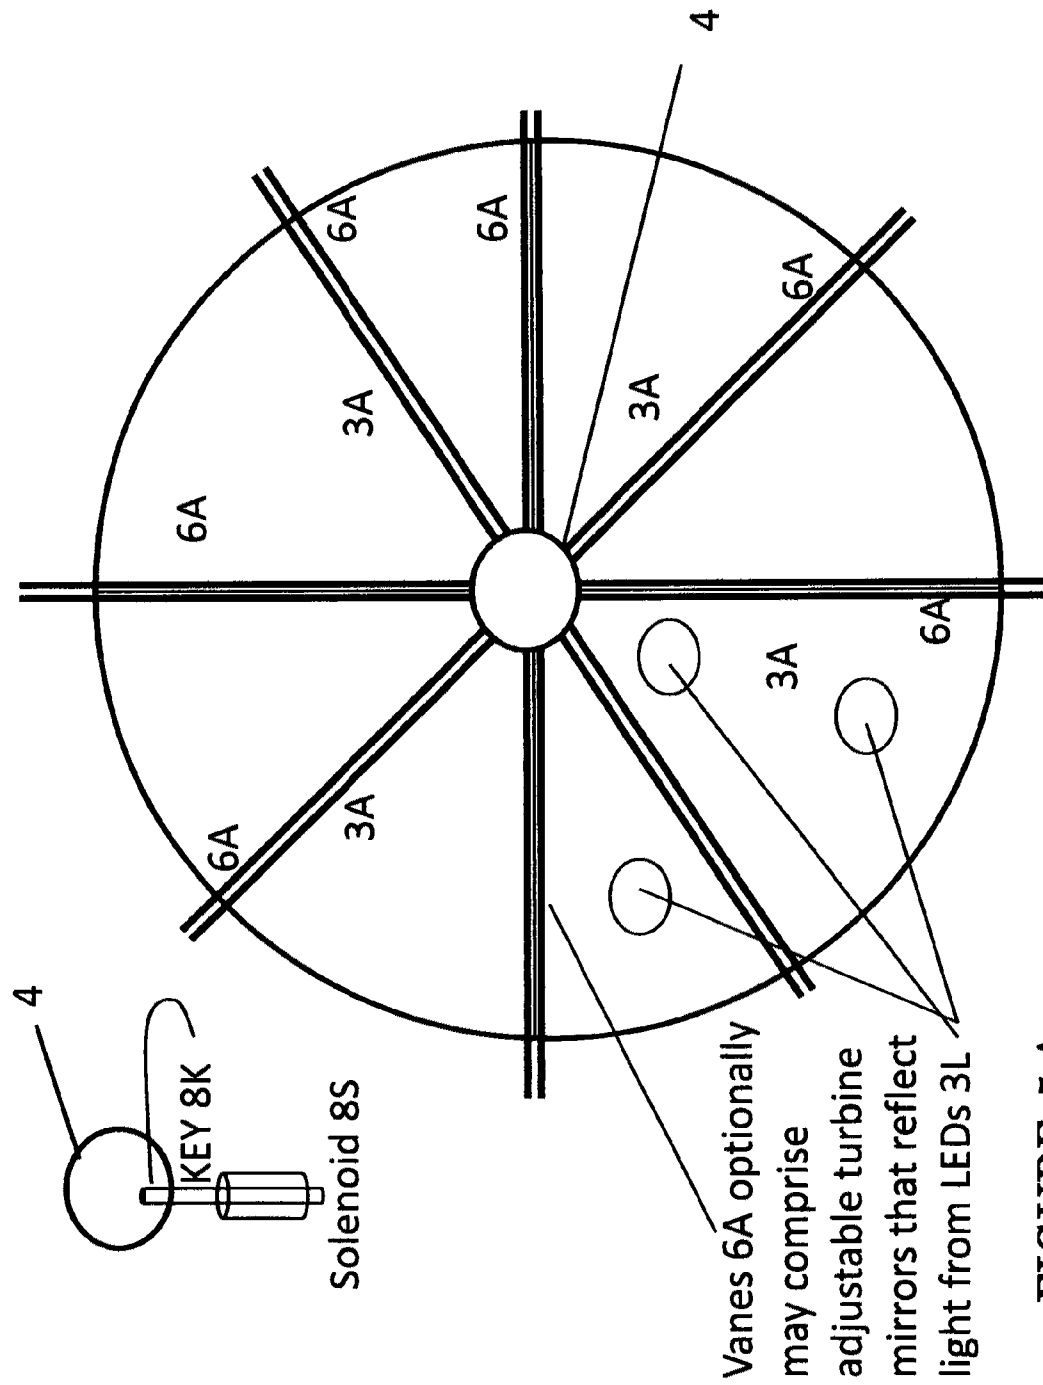 4
KEY 8K
6A
6A
Solenoid 8S
3A
3A
6A
6A
3A
4
Vanes 6A optionally
may comprise
adjustable turbine
mirrors that reflect
light from LEDs 3L
3A
6A
6A
FIGURE